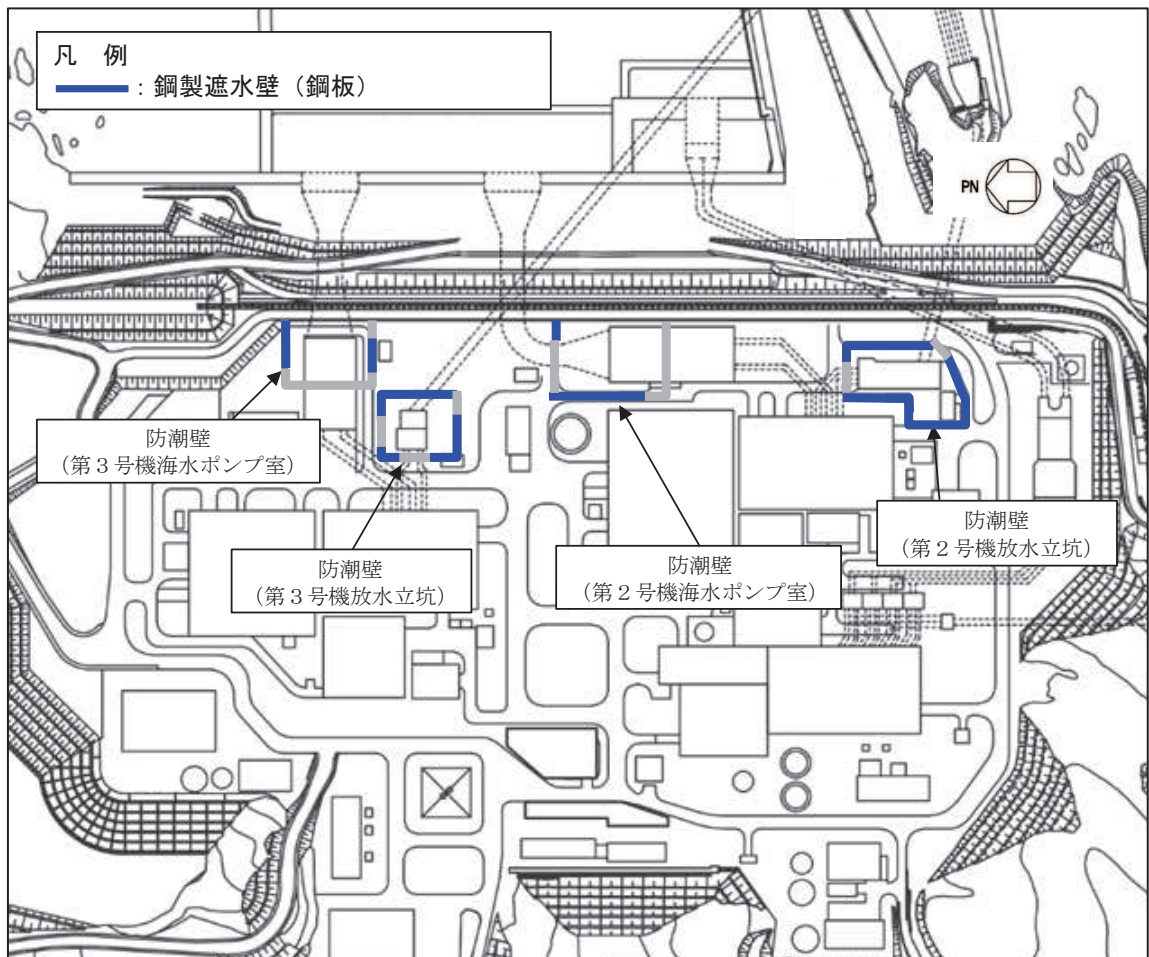 凡　例
：鋼製遮水壁（鋼板）
PN
防潮壁
（第３号機海水ポンプ室）
防潮壁
（第３号機放水立坑）
防潮壁
（第２号機海水ポンプ室）
防潮壁
（第２号機放水立坑）